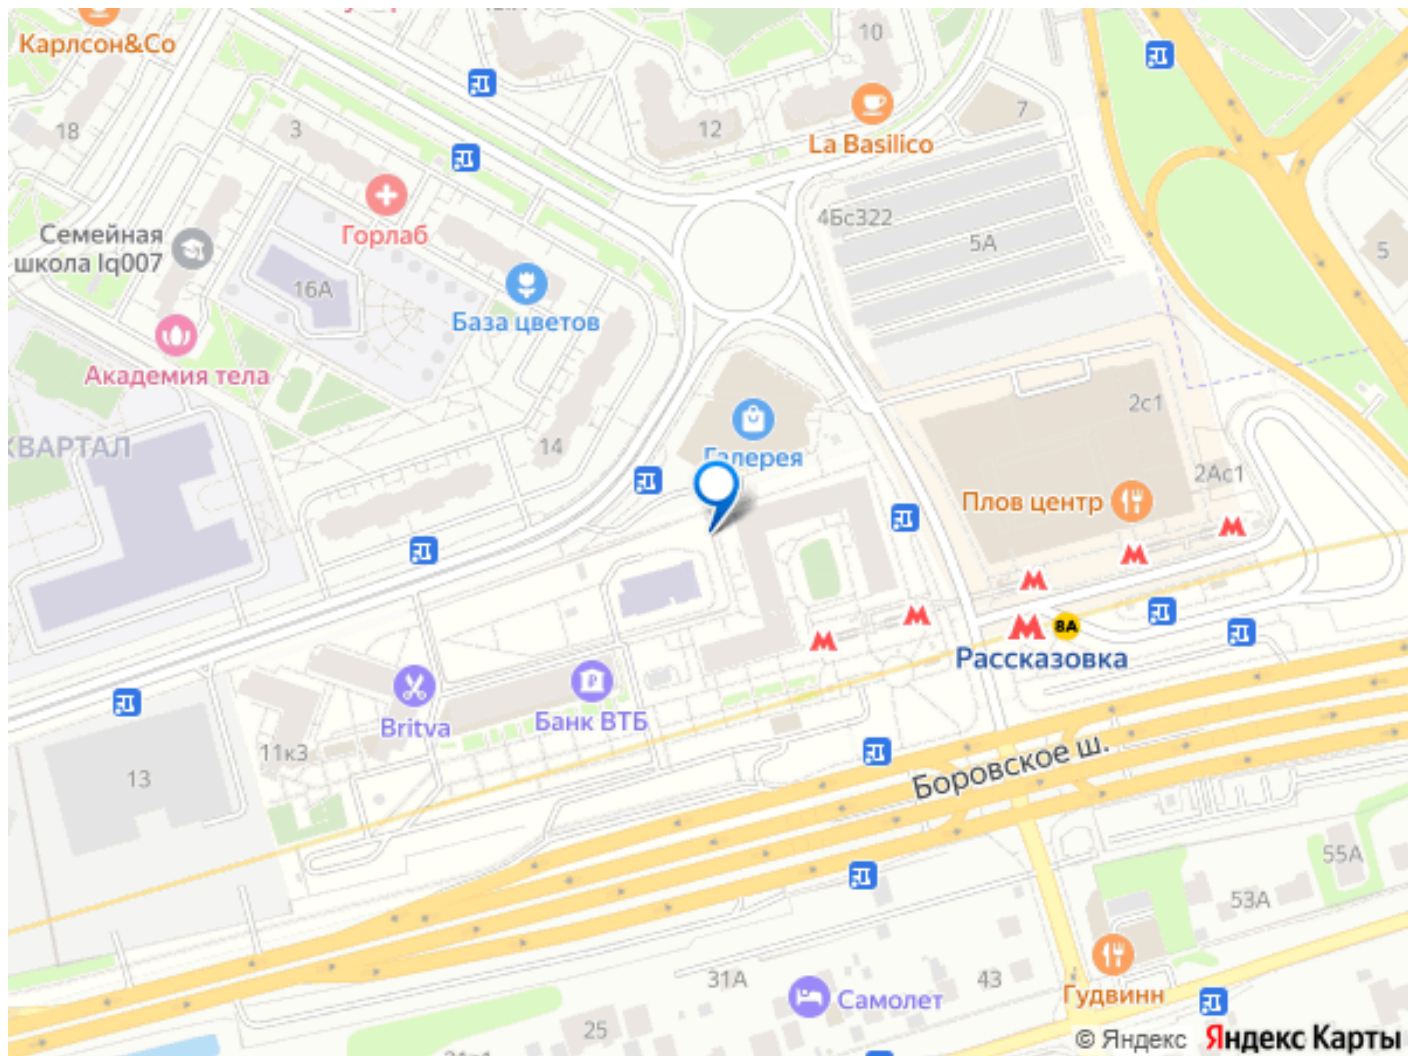 Карлсон&Co
10
18
3
12
7
La Basilico
Горлаб
4Бс322
5А
5
Семейная
школа Iq007
16А
База цветов
Академия тела
2с1
КВАРТАЛ
14
Галерея
2Ас1
Плов центр
8А
Рассказовка
Britva
Банк ВТБ
11к3
13
Боровское ш.
55А
53А
31А
43
Самолет
Гудвинн
25
© Яндекс Яндекс Карты